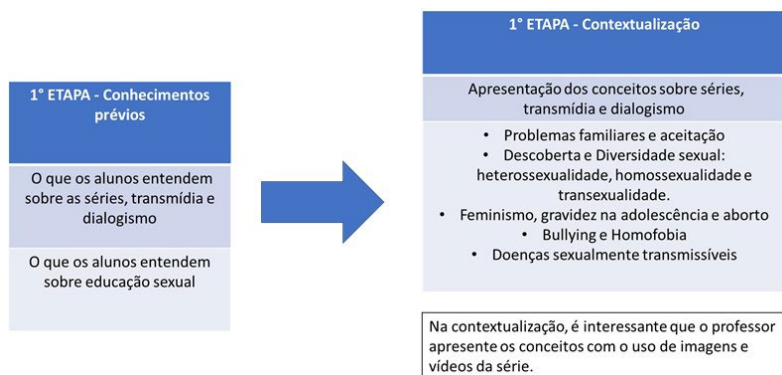 1° ETAPA - Conhecimentos
prévios
O que os alunos entendem
sobre as séries, transmídia e
dialogismo
O que os alunos entendem
sobre educação sexual
1° ETAPA - Contextualização
Apresentação dos conceitos sobre séries,
transmídia e dialogismo
• Problemas familiares e aceitação
• Descoberta e Diversidade sexual:
heterossexualidade, homossexualidade e
transexualidade.
• Feminismo, gravidez na adolescência e aborto
• Bullying e Homofobia
• Doenças sexualmente transmissíveis
Na contextualização, é interessante que o professor
apresente os conceitos com o uso de imagens e
vídeos da série.